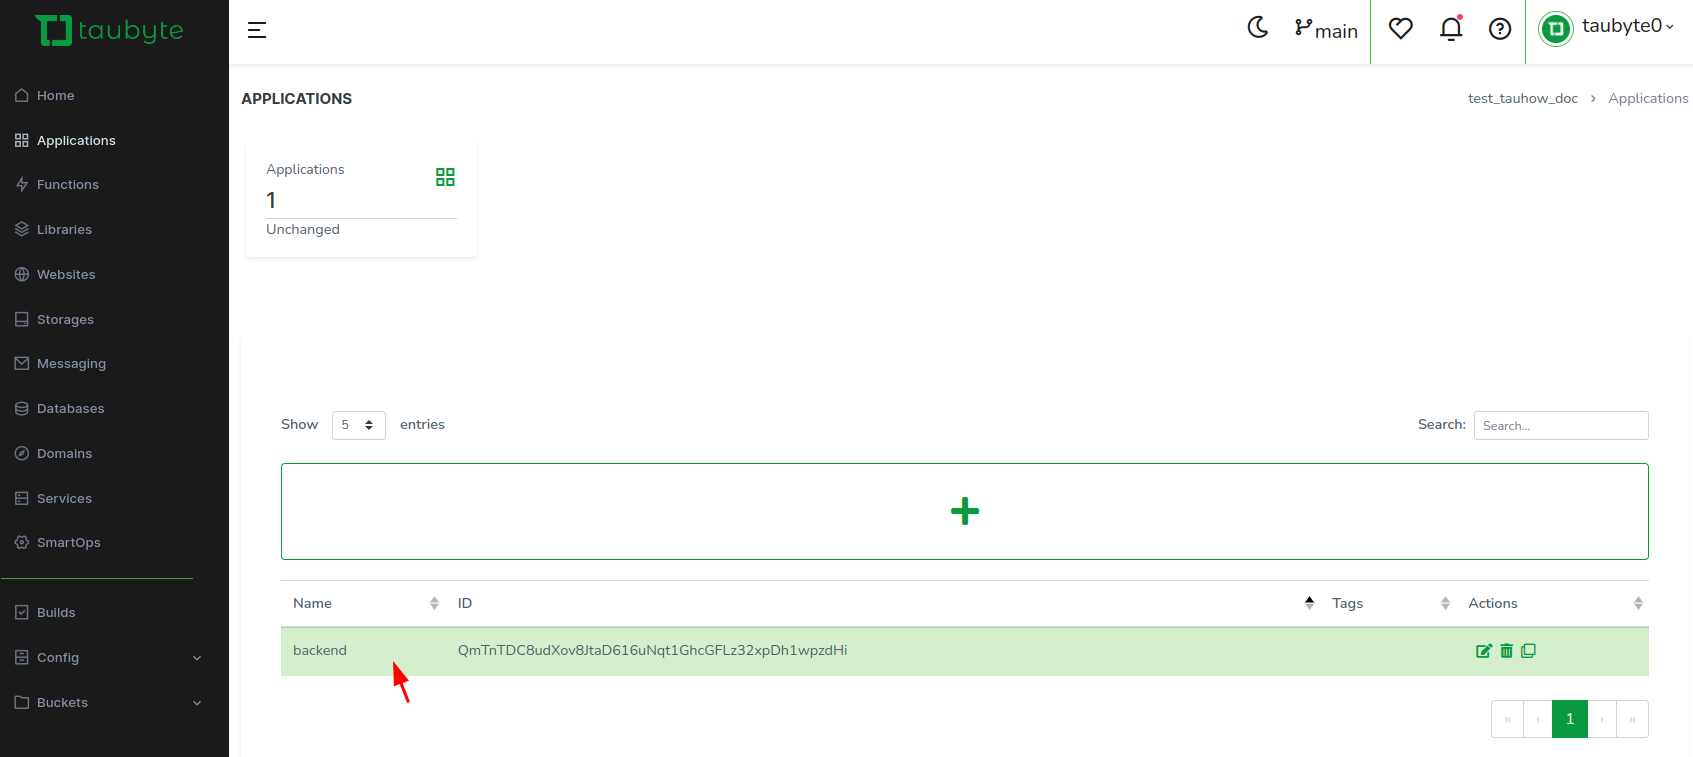 taubyte
main
taubyte0
Home
Applications
Functions
Libraries
Websites
Storages
Messaging
Databases
Domains
Services
SmartOps
Builds
Config
Buckets
APPLICATIONS
test_tauhow_doc › Applications
Applications
1
Unchanged
Show 5 entries
Search: Search...
Name ID Tags Actions
backend QmTnTDC8udXov8JtaD616uNqt1GhcGFLz32xpDh1wpzdHi
« ‹ 1 › »